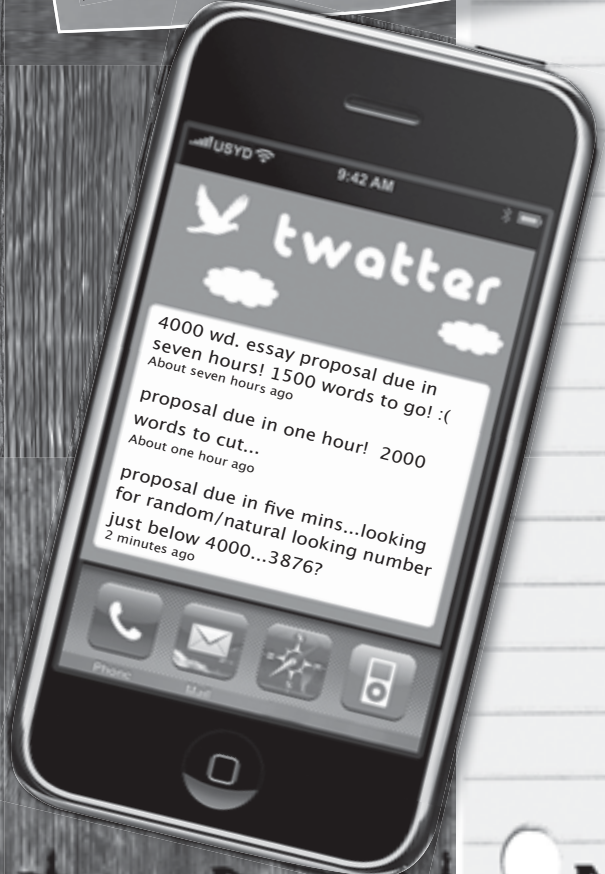 USYD
9:42 AM
twatter
4000 wd. essay proposal due in
seven hours! 1500 words to go! :(
About seven hours ago
proposal due in one hour!  2000
words to cut...
About one hour ago
proposal due in five mins...looking
for random/natural looking number
just below 4000...3876?
2 minutes ago
Phone
Mail